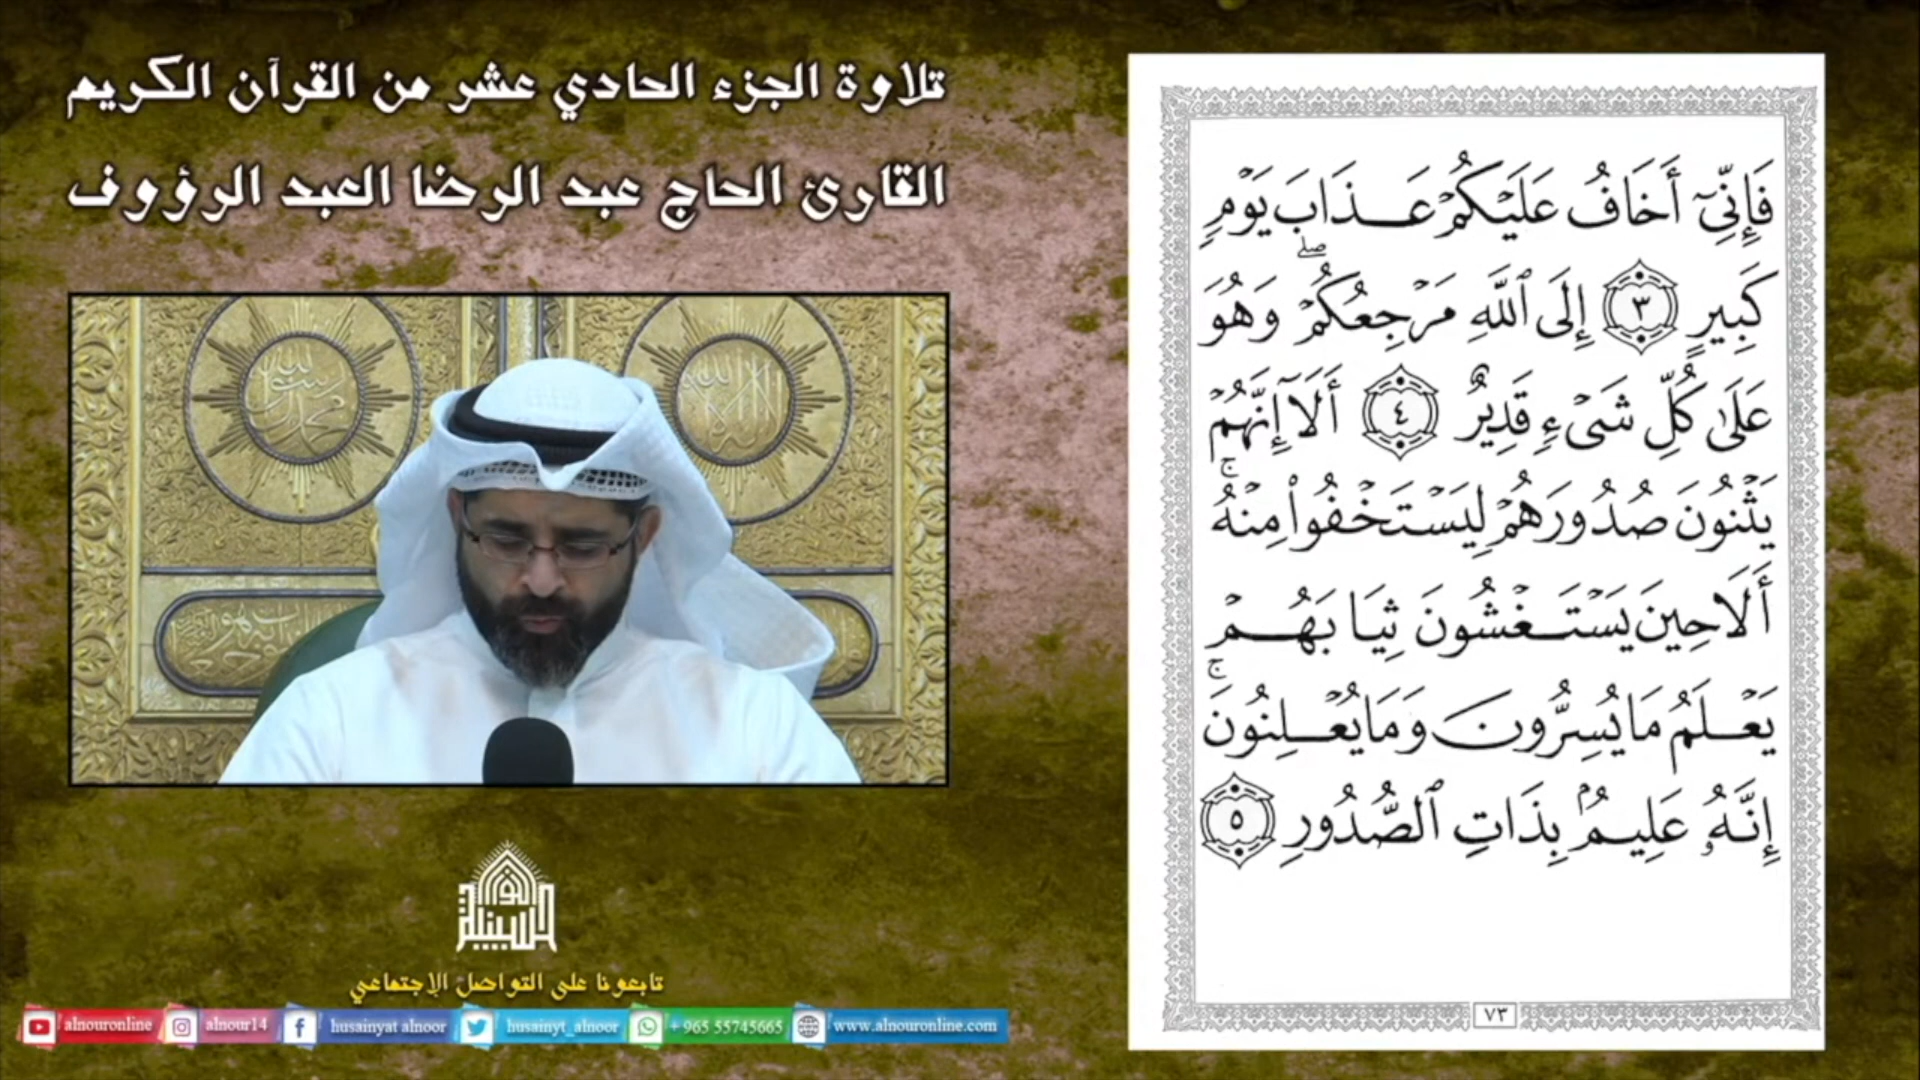 تلاوة الجزء الحادي عشر من القرآن الكريم
القارئ الحاج عبد الرضا العبد الرؤوف
فَإِنِّىٓ أَخَافُ عَلَيْكُمْ عَذَابَ يَوْمٍ
كَبِيرٍ ٣ إِلَى ٱللَّهِ مَرْجِعُكُمْ ۖ وَهُوَ
عَلَىٰ كُلِّ شَىْءٍ قَدِيرٌ ٤ أَلَآ إِنَّهُمْ
يَثْنُونَ صُدُورَهُمْ لِيَسْتَخْفُوا۟ مِنْهُ ۚ
أَلَا حِينَ يَسْتَغْشُونَ ثِيَابَهُمْ
يَعْلَمُ مَا يُسِرُّونَ وَمَا يُعْلِنُونَ ۚ
إِنَّهُۥ عَلِيمٌۢ بِذَاتِ ٱلصُّدُورِ ٥
٧٣
تابعونا على التواصل الإجتماعي
alnouronline
alnour14
husainyat alnoor
husainyt_alnoor
+ 965 55745665
www.alnouronline.com